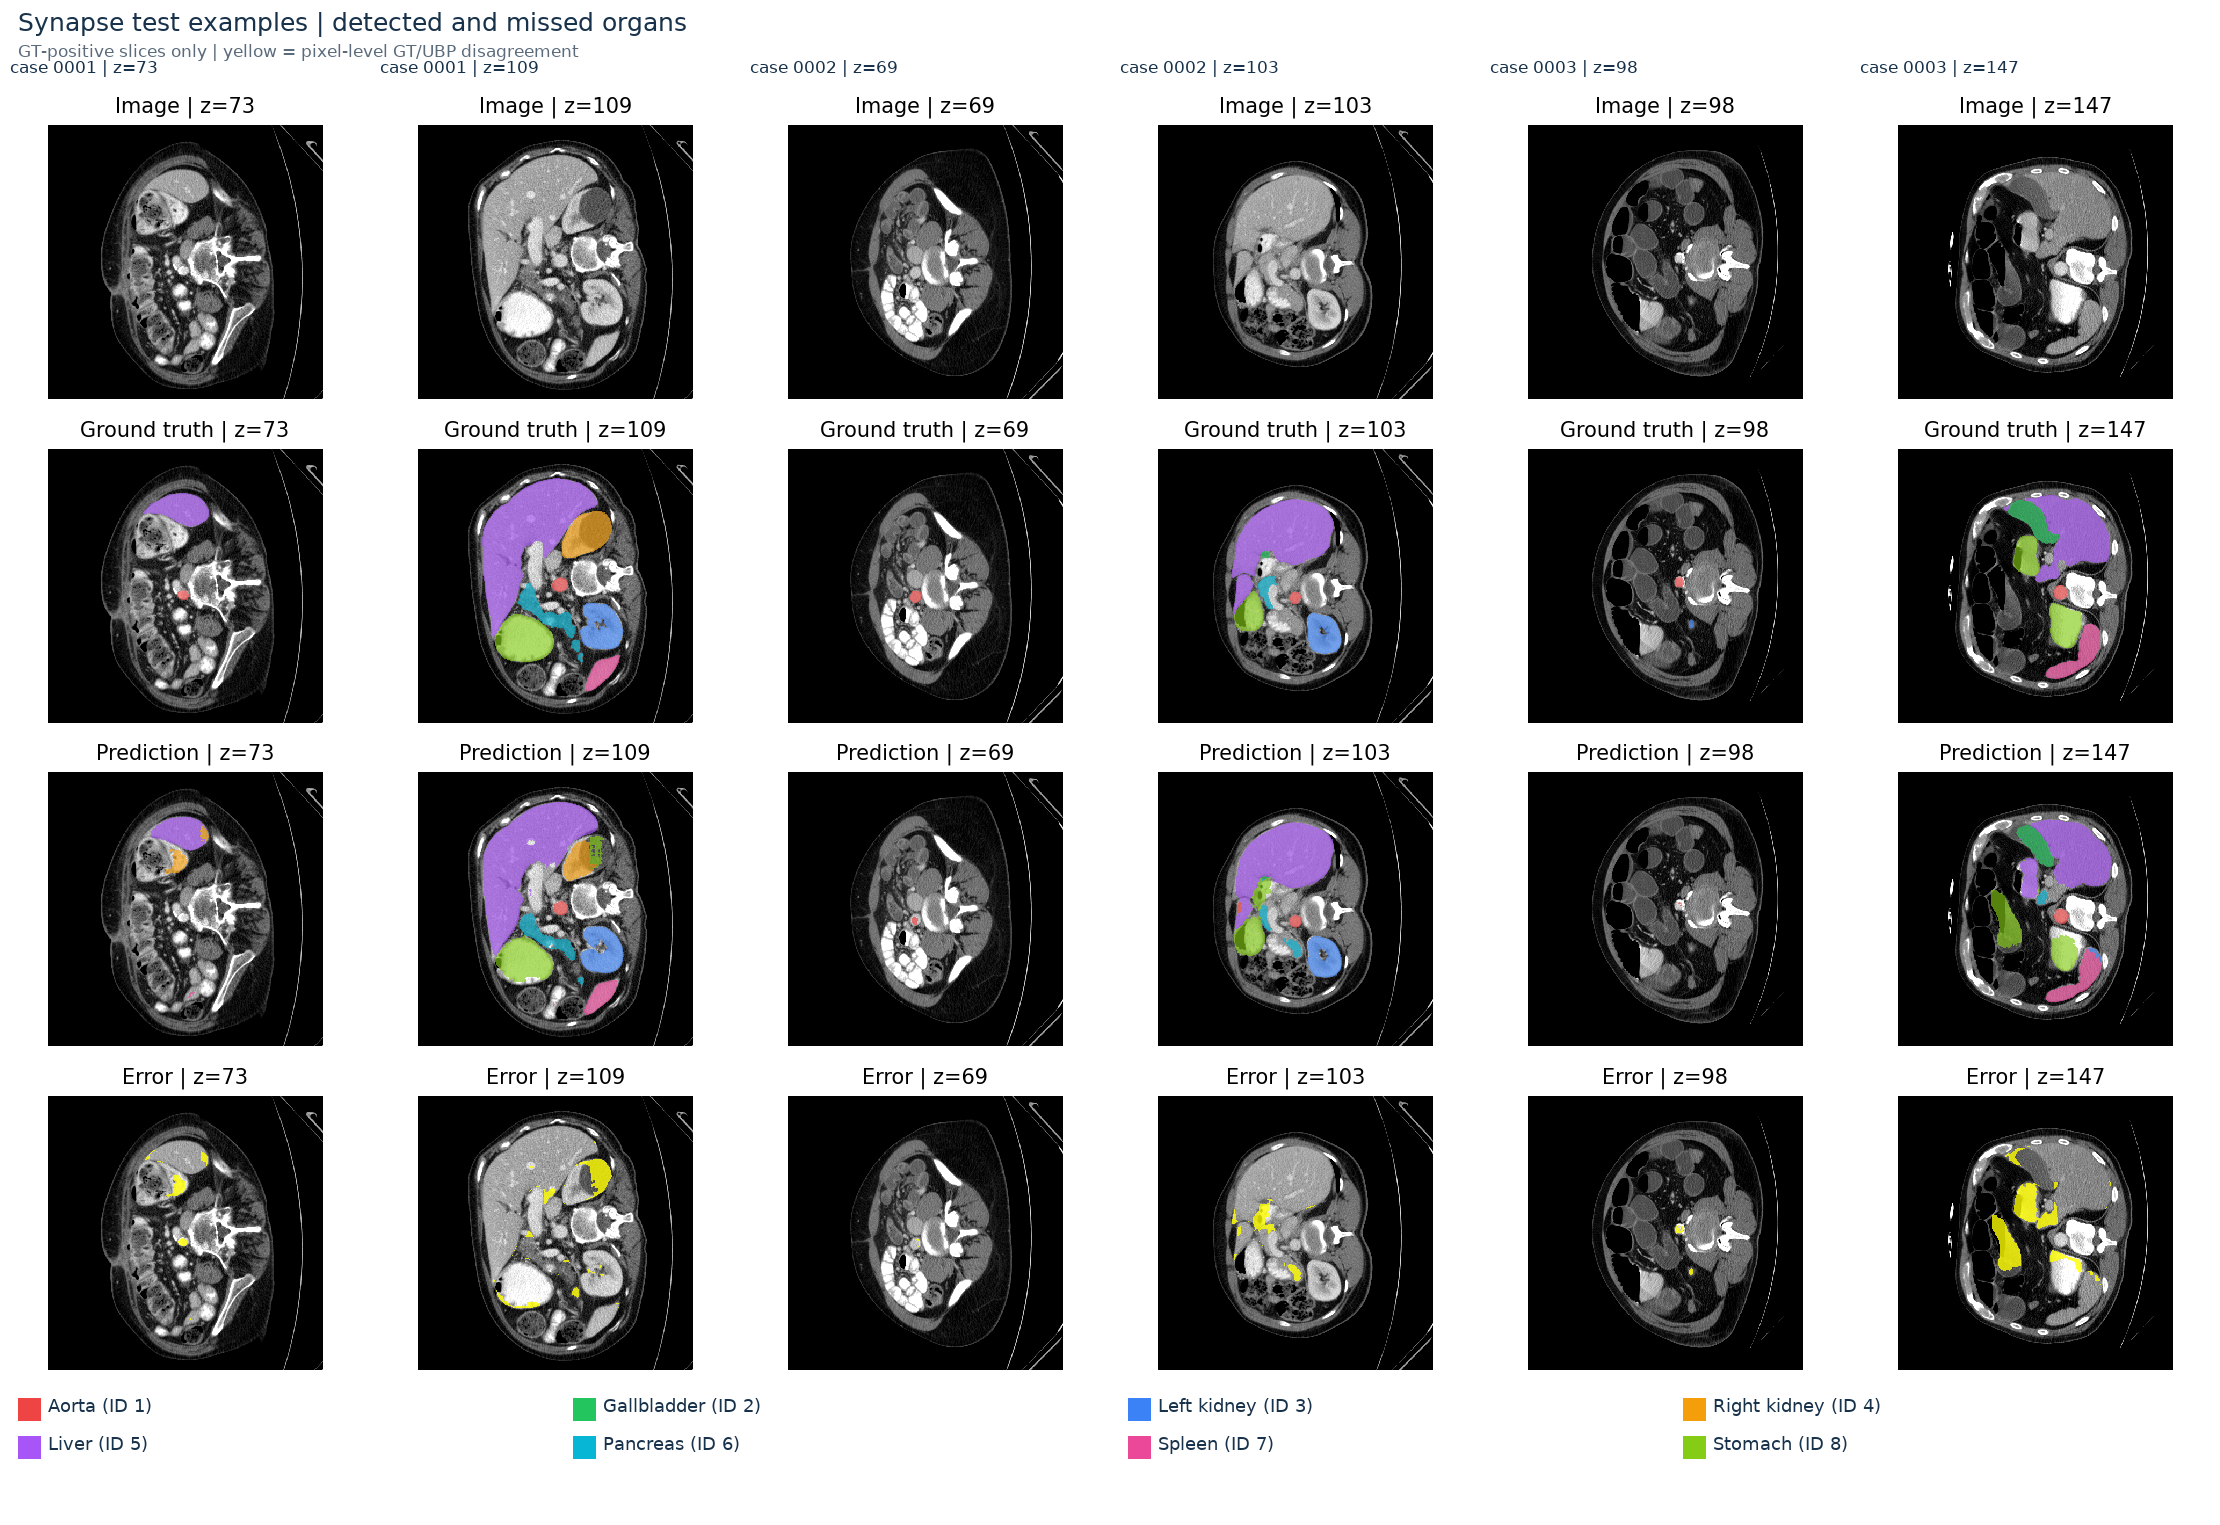 Synapse test examples | detected and missed organs
GT-positive slices only | yellow = pixel-level GT/UBP disagreement
case 0001 | z=73
case 0001 | z=109
case 0002 | z=69
case 0002 | z=103
case 0003 | z=98
case 0003 | z=147
Image | z=73
Image | z=109
Image | z=69
Image | z=103
Image | z=98
Image | z=147
Ground truth | z=73
Ground truth | z=109
Ground truth | z=69
Ground truth | z=103
Ground truth | z=98
Ground truth | z=147
Prediction | z=73
Prediction | z=109
Prediction | z=69
Prediction | z=103
Prediction | z=98
Prediction | z=147
Error | z=73
Error | z=109
Error | z=69
Error | z=103
Error | z=98
Error | z=147
Aorta (ID 1)
Gallbladder (ID 2)
Left kidney (ID 3)
Right kidney (ID 4)
Liver (ID 5)
Pancreas (ID 6)
Spleen (ID 7)
Stomach (ID 8)